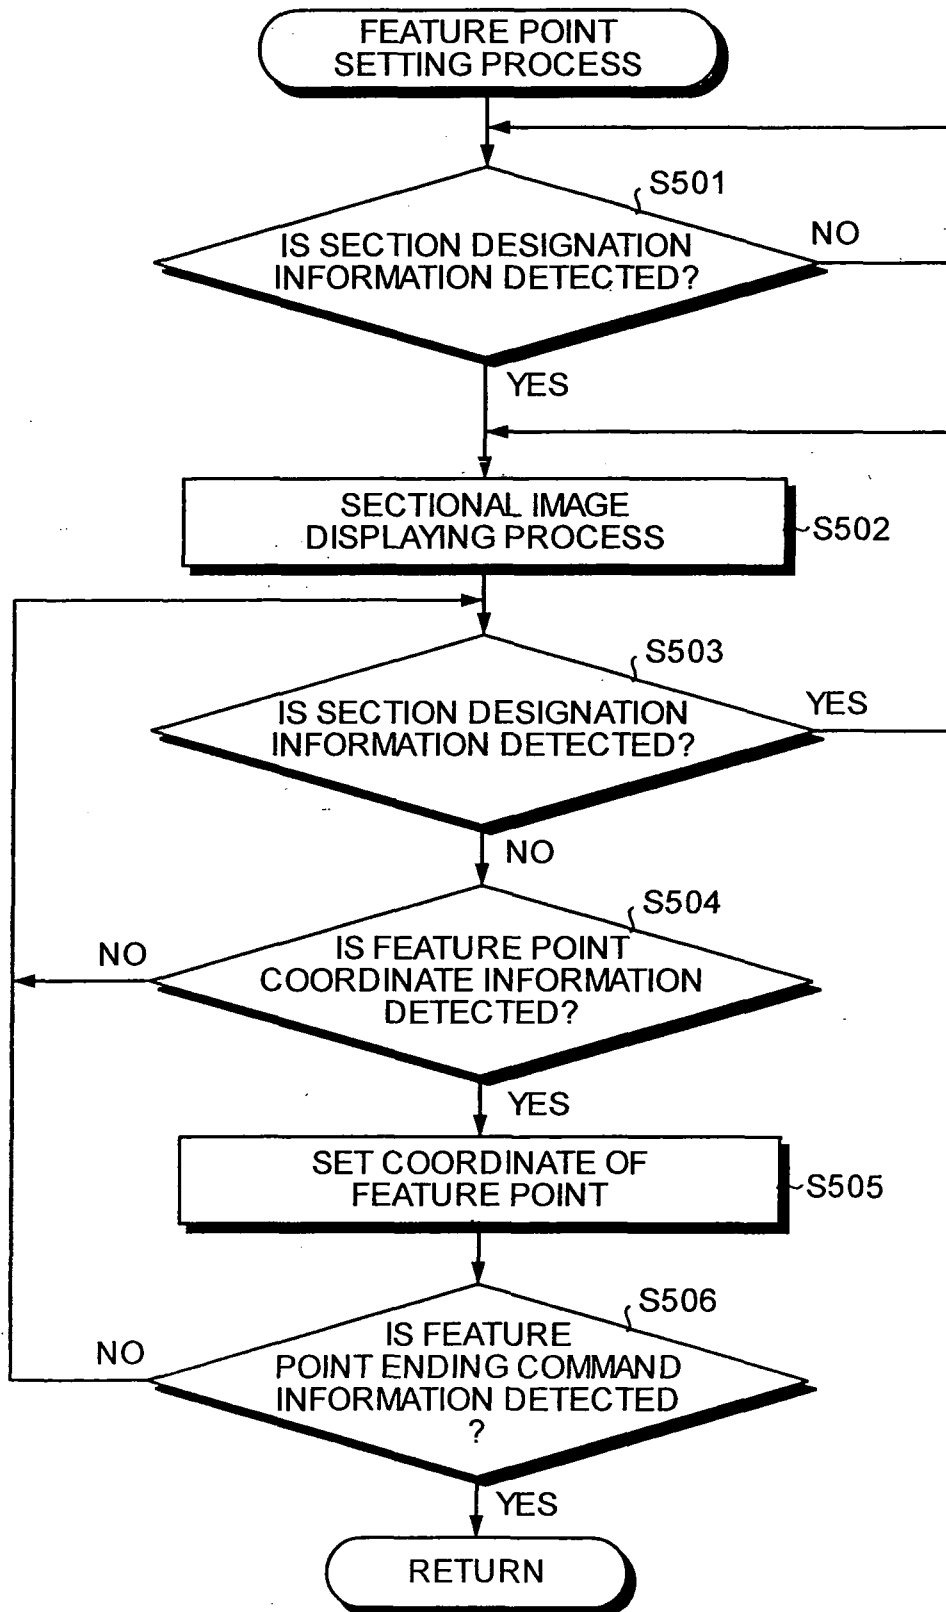 FEATURE POINT
SETTING PROCESS
S501
IS SECTION DESIGNATION
INFORMATION DETECTED?
NO
YES
SECTIONAL IMAGE
DISPLAYING PROCESS
S502
S503
IS SECTION DESIGNATION
INFORMATION DETECTED?
YES
NO
S504
IS FEATURE POINT
COORDINATE INFORMATION
DETECTED?
NO
YES
SET COORDINATE OF
FEATURE POINT
S505
S506
IS FEATURE
POINT ENDING COMMAND
INFORMATION DETECTED
?
NO
YES
RETURN